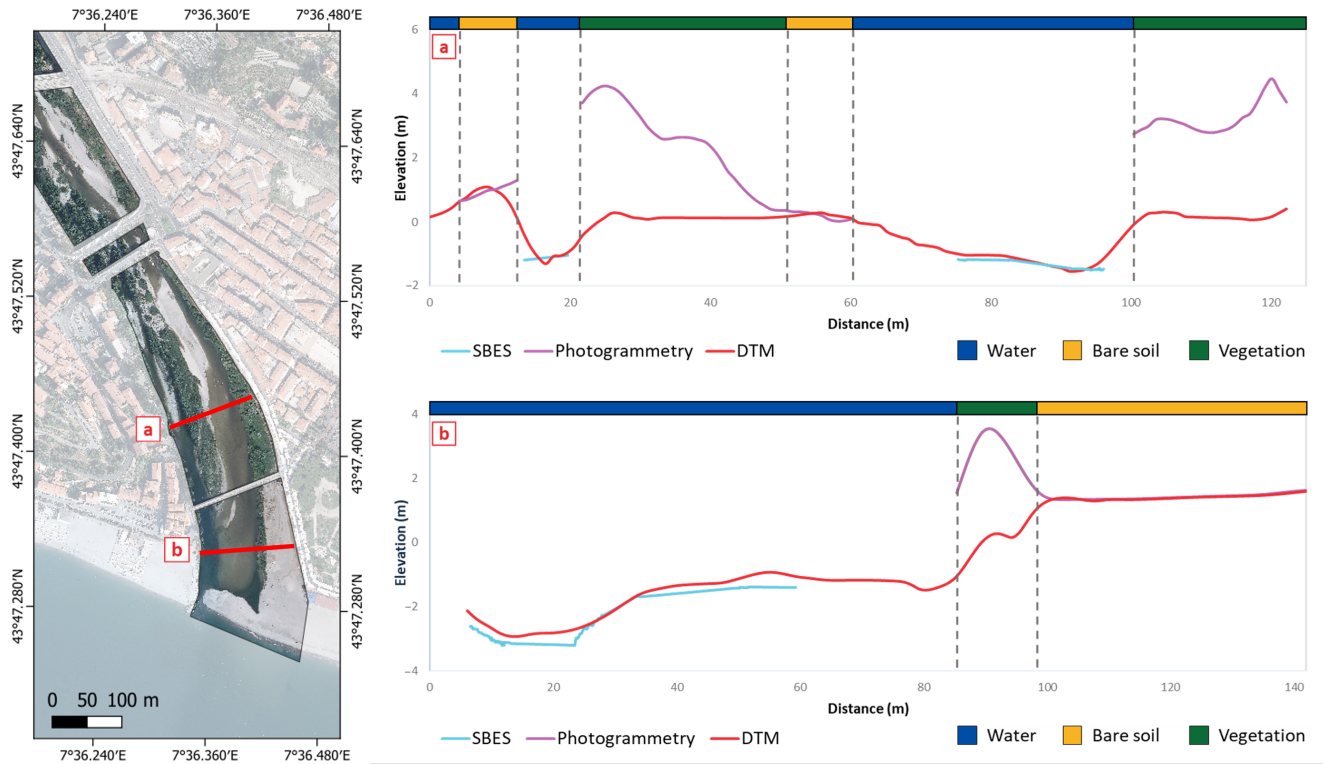 7°36.240′E 7°36.360′E 7°36.480′E
43°47.640′N 43°47.640′N
43°47.520′N 43°47.520′N
43°47.400′N 43°47.400′N
43°47.280′N 43°47.280′N
a
b
0 50 100 m
7°36.240′E 7°36.360′E 7°36.480′E
a
Elevation (m)
6
4
2
0
−2
0 20 40 60 80 100 120
Distance (m)
SBES Photogrammetry DTM Water Bare soil Vegetation
b
Elevation (m)
4
2
0
−2
−4
0 20 40 60 80 100 120 140
Distance (m)
SBES Photogrammetry DTM Water Bare soil Vegetation